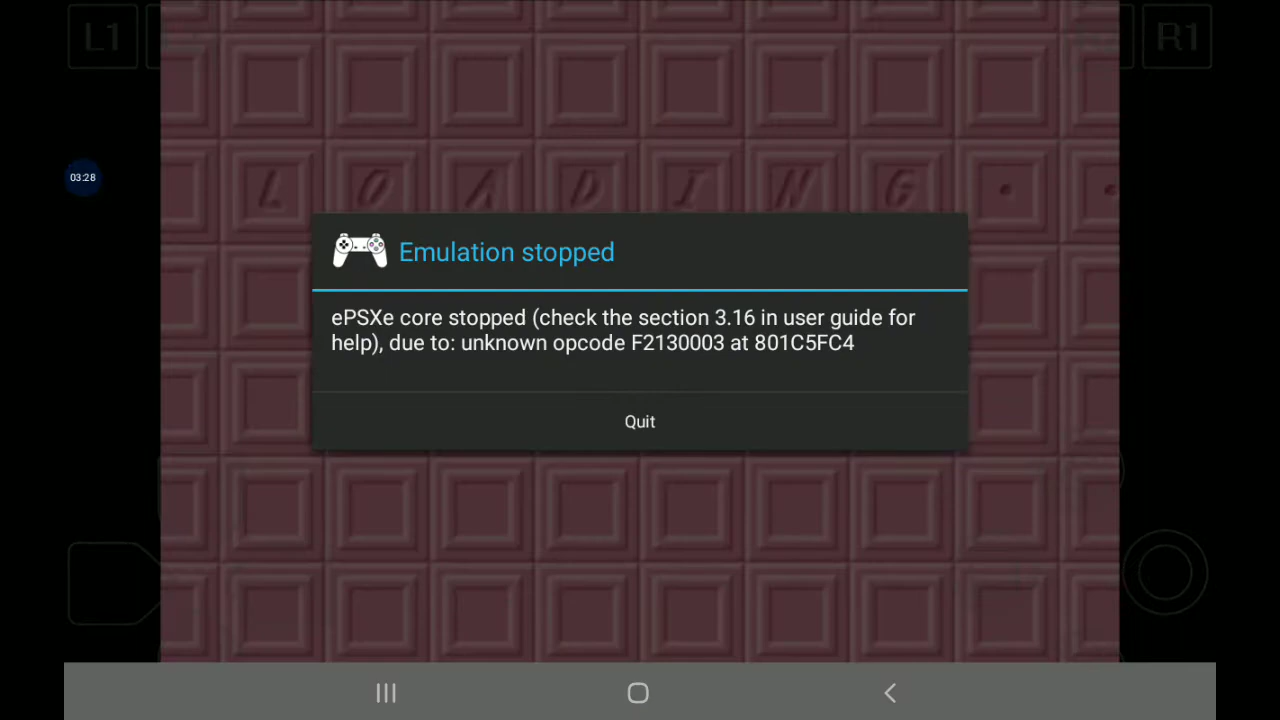 L1
R1
03:28
LOADING..
Emulation stopped
ePSXe core stopped (check the section 3.16 in user guide for
help), due to: unknown opcode F2130003 at 801C5FC4
Quit